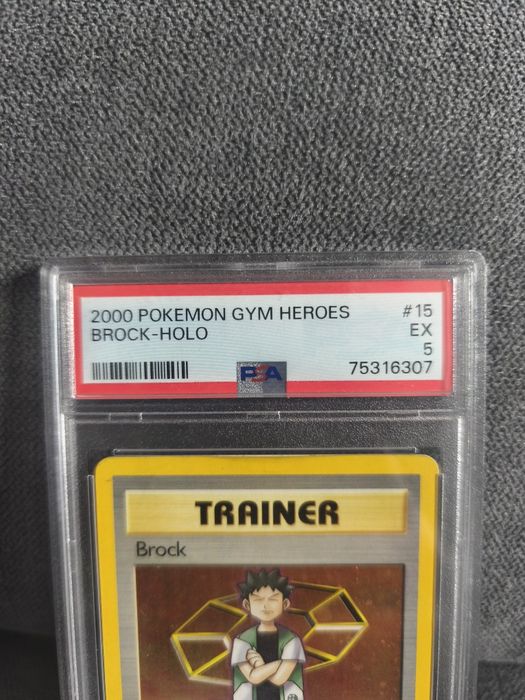 2000 POKEMON GYM HEROES #15
BROCK-HOLO EX
5
PSA 75316307
TRAINER
Brock